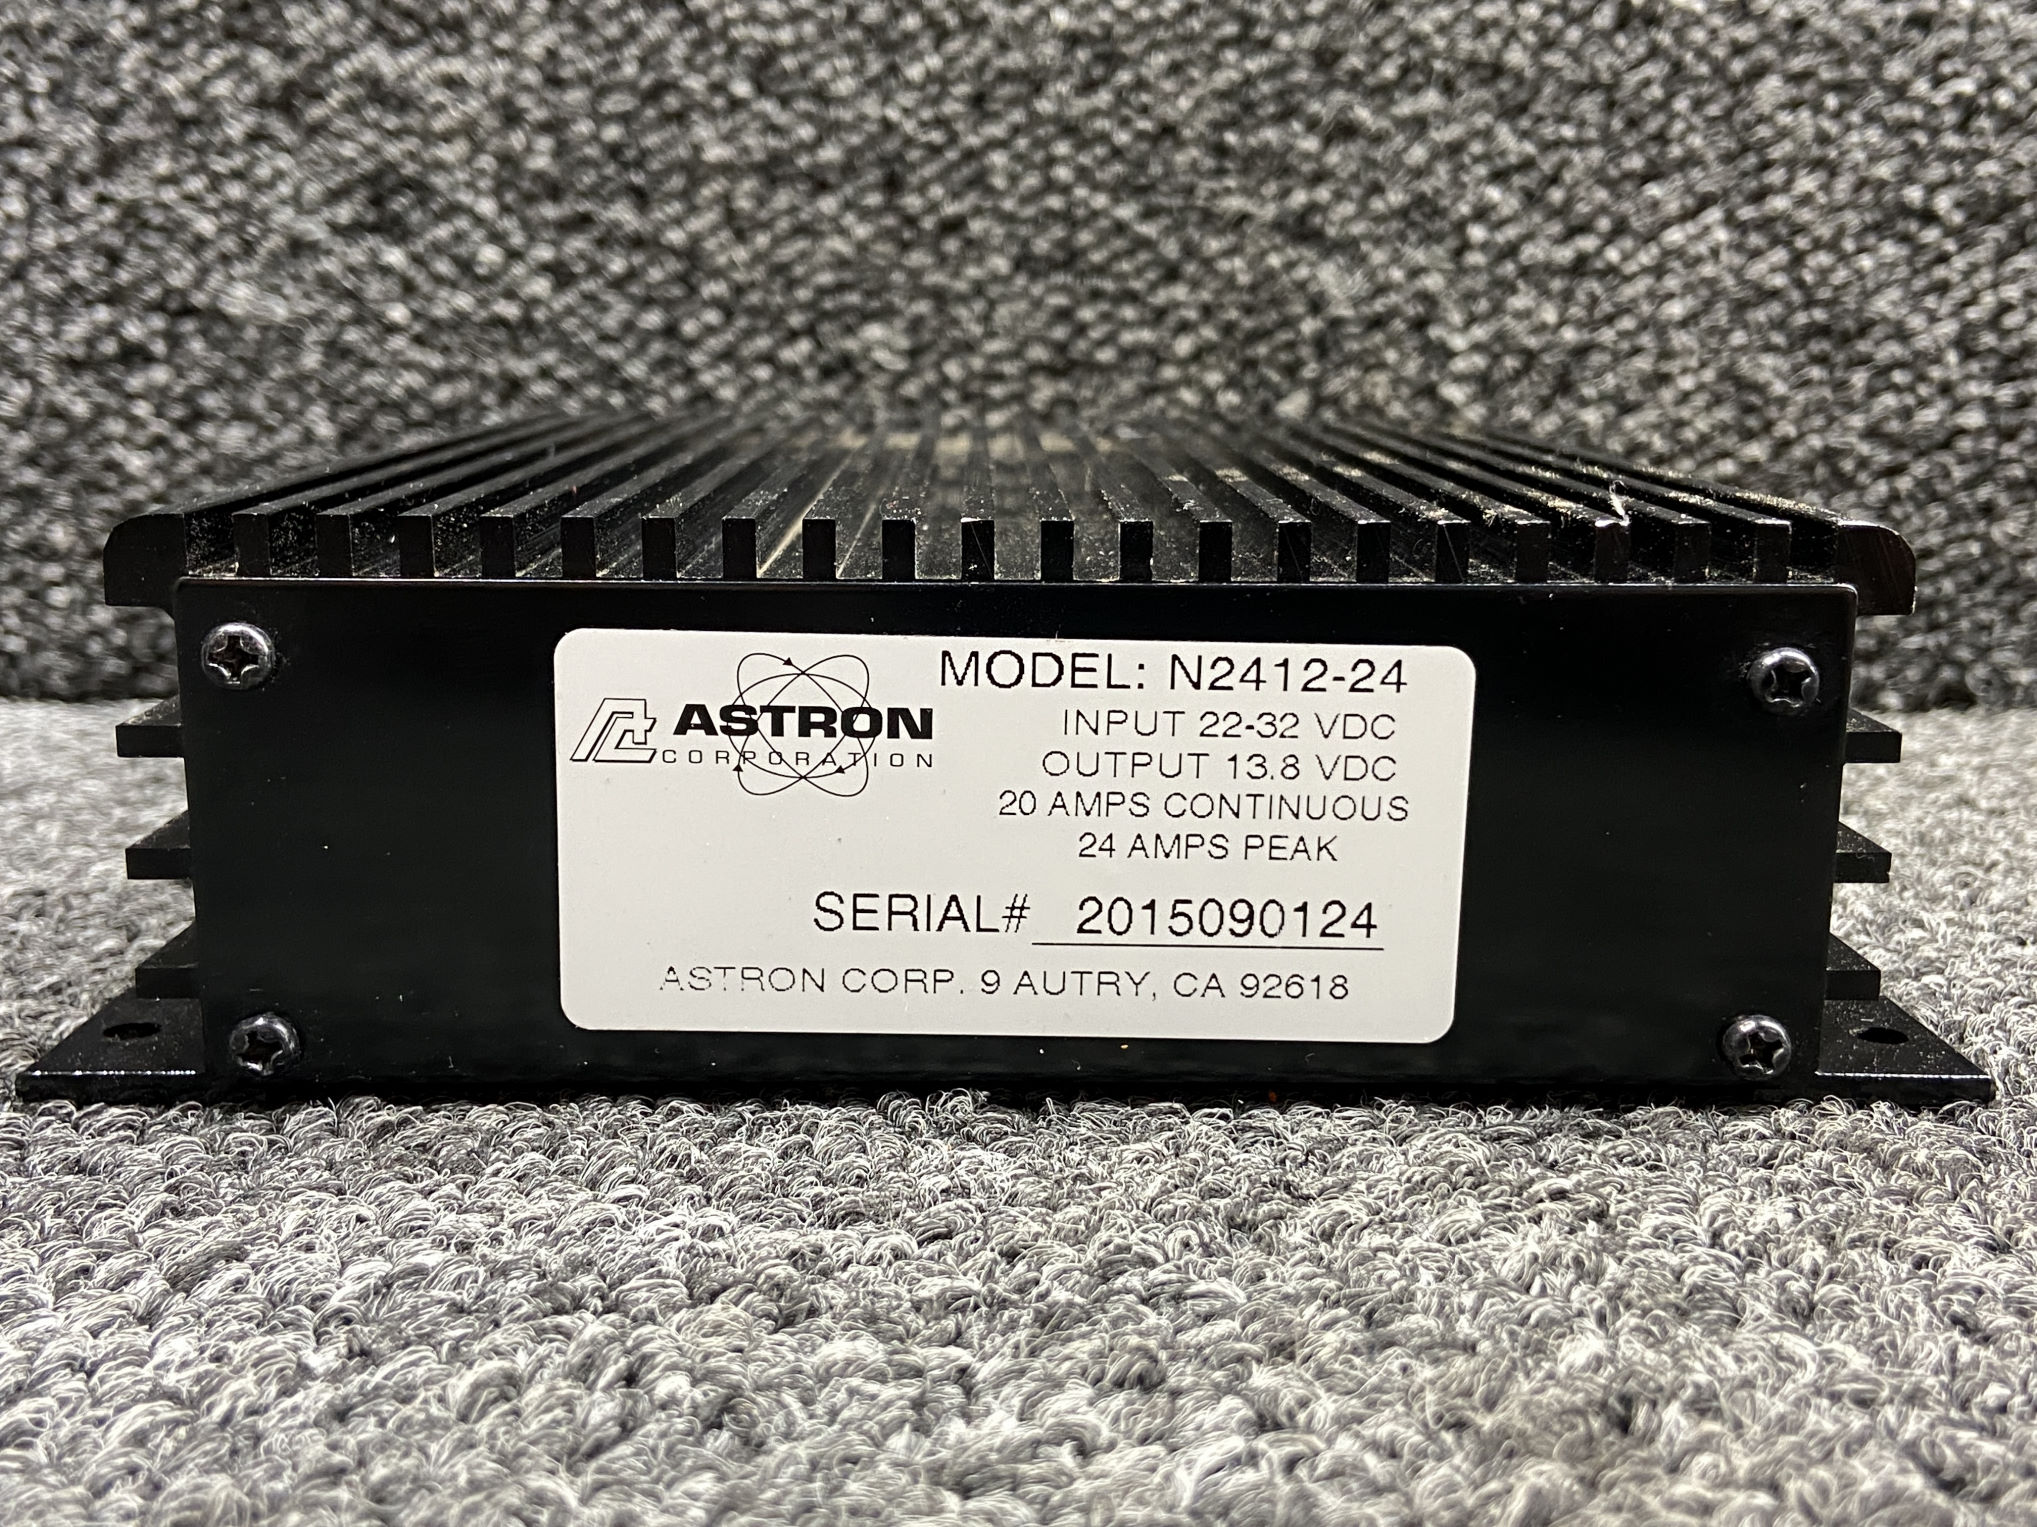 ASTRON
CORPORATION
MODEL: N2412-24
INPUT 22-32 VDC
OUTPUT 13.8 VDC
20 AMPS CONTINUOUS
24 AMPS PEAK
SERIAL# 2015090124
ASTRON CORP. 9 AUTRY, CA 92618